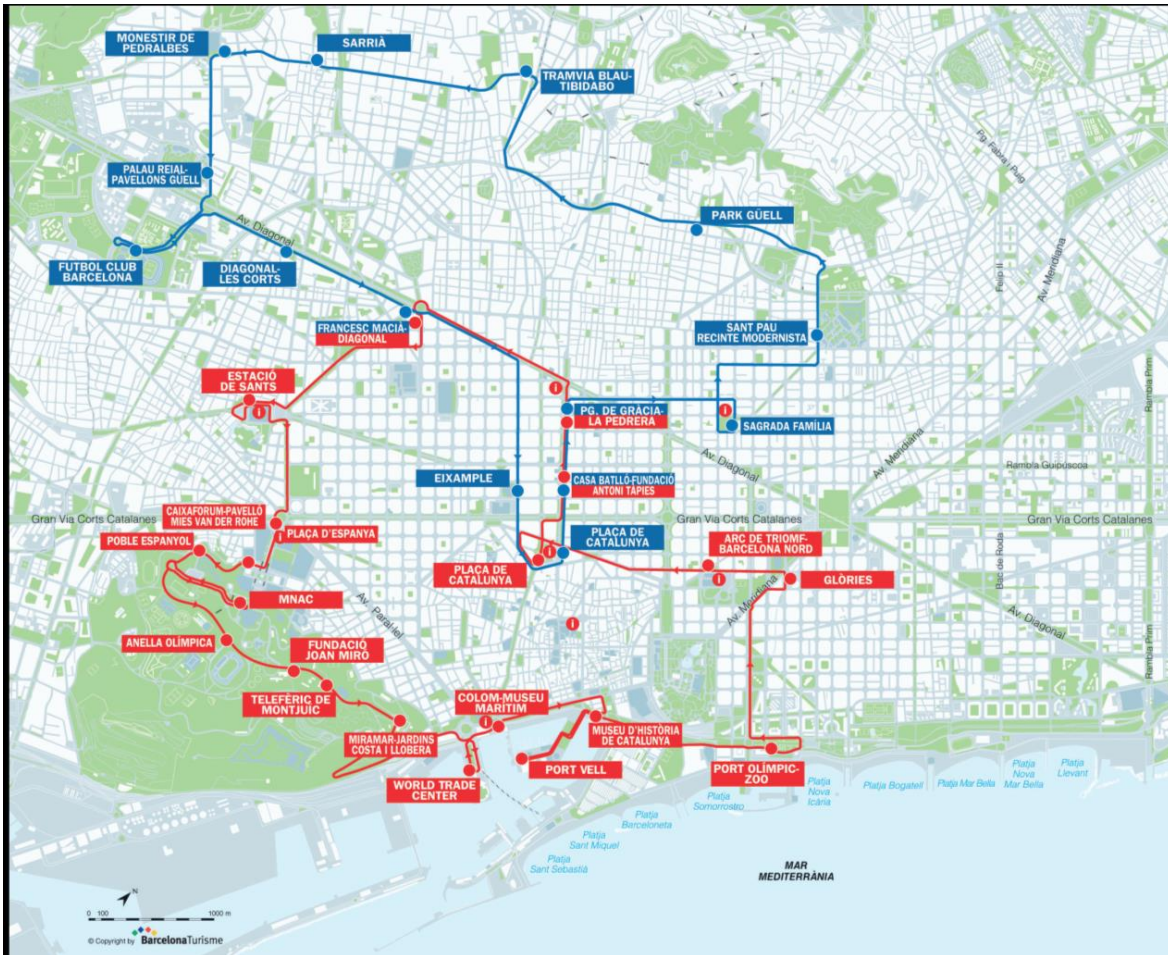 MONESTIR DE
PEDRALBES
SARRIÀ
TRAMVIA BLAU-
TIBIDABO
Pg. Fabra i Puig
PALAU REIAL-
PAVELLONS GÜELL
PARK GÜELL
Av. Diagonal
Av. Meridiana
Felip II
FUTBOL CLUB
BARCELONA
DIAGONAL-
LES CORTS
FRANCESC MACIÀ-
DIAGONAL
SANT PAU
RECINTE MODERNISTA
ESTACIÓ
DE SANTS
i
i
i
Rambla Prim
PG. DE GRÀCIA-
LA PEDRERA
SAGRADA FAMÍLIA
Av. Diagonal
Av. Meridiana
Rambla Guipúscoa
EIXAMPLE
CASA BATLLÓ-FUNDACIÓ
ANTONI TÀPIES
CAIXAFORUM-PAVELLÓ
MIES VAN DER ROHE
Gran Via Corts Catalanes
Gran Via Corts Catalanes
Gran Via Corts Catalanes
POBLE ESPANYOL
PLAÇA D'ESPANYA
i
PLAÇA DE
CATALUNYA
i
PLAÇA DE
CATALUNYA
ARC DE TRIOMF-
BARCELONA NORD
i
GLÒRIES
Bac de Roda
MNAC
Av. Paral·lel
Av. Meridiana
Av. Diagonal
i
ANELLA OLÍMPICA
FUNDACIÓ
JOAN MIRÓ
Rambla Prim
TELEFÈRIC DE
MONTJUÏC
COLOM-MUSEU
MARÍTIM
i
MIRAMAR-JARDINS
COSTA I LLOBERA
MUSEU D'HISTÒRIA
DE CATALUNYA
PORT VELL
WORLD TRADE
CENTER
PORT OLÍMPIC-
ZOO
Platja
Sant Sebastià
Platja
Sant Miquel
Platja
Barceloneta
Platja
Somorrostro
Platja
Nova
Icària
Platja Bogatell
Platja Mar Bella
Platja
Nova
Mar Bella
Platja
Llevant
MAR
MEDITERRÀNIA
N
0 100 1000 m
© Copyright by BarcelonaTurisme